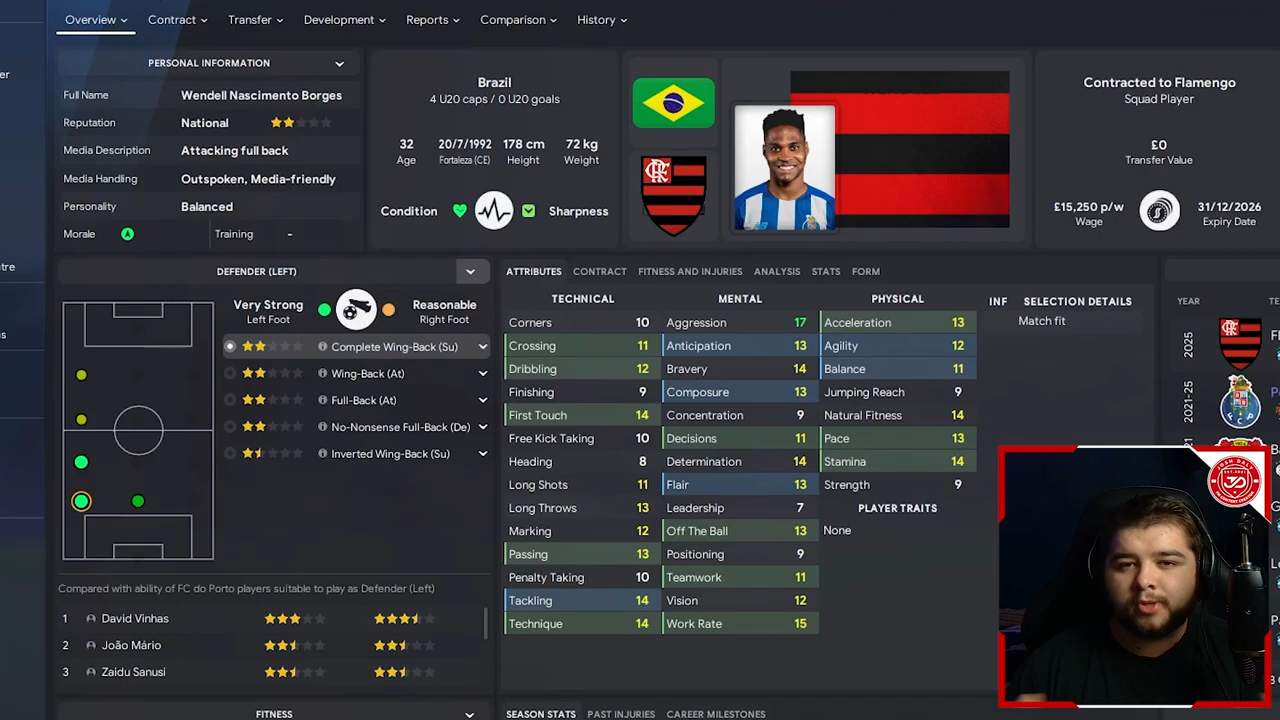 Overview
Contract
Transfer
Development
Reports
Comparison
History
PERSONAL INFORMATION
Full Name Wendell Nascimento Borges
Reputation National
Media Description Attacking full back
Media Handling Outspoken, Media-friendly
Personality Balanced
Morale
Training -
Brazil
4 U20 caps / 0 U20 goals
32 20/7/1992 178 cm 72 kg
Age Fortaleza (CE) Height Weight
Condition Sharpness
Contracted to Flamengo
Squad Player
£0
Transfer Value
£15,250 p/w 31/12/2026
Wage Expiry Date
DEFENDER (LEFT)
Very Strong
Left Foot
Reasonable
Right Foot
Complete Wing-Back (Su)
Wing-Back (At)
Full-Back (At)
No-Nonsense Full-Back (De)
Inverted Wing-Back (Su)
Compared with ability of FC do Porto players suitable to play as Defender (Left)
1 David Vinhas
2 João Mário
3 Zaidu Sanusi
FITNESS
ATTRIBUTES CONTRACT FITNESS AND INJURIES ANALYSIS STATS FORM
TECHNICAL
Corners 10
Crossing 11
Dribbling 12
Finishing 9
First Touch 14
Free Kick Taking 10
Heading 8
Long Shots 11
Long Throws 13
Marking 12
Passing 13
Penalty Taking 10
Tackling 14
Technique 14
MENTAL
Aggression 17
Anticipation 13
Bravery 14
Composure 13
Concentration 9
Decisions 11
Determination 14
Flair 13
Leadership 7
Off The Ball 13
Positioning 9
Teamwork 11
Vision 12
Work Rate 15
PHYSICAL
Acceleration 13
Agility 12
Balance 11
Jumping Reach 9
Natural Fitness 14
Pace 13
Stamina 14
Strength 9
PLAYER TRAITS
None
INF SELECTION DETAILS
Match fit
YEAR
2025
2021-25
SEASON STATS PAST INJURIES CAREER MILESTONES